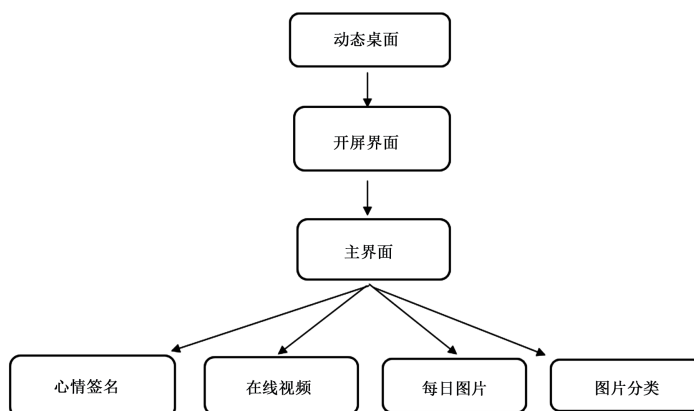 动态桌面
开屏界面
主界面
心情签名
在线视频
每日图片
图片分类